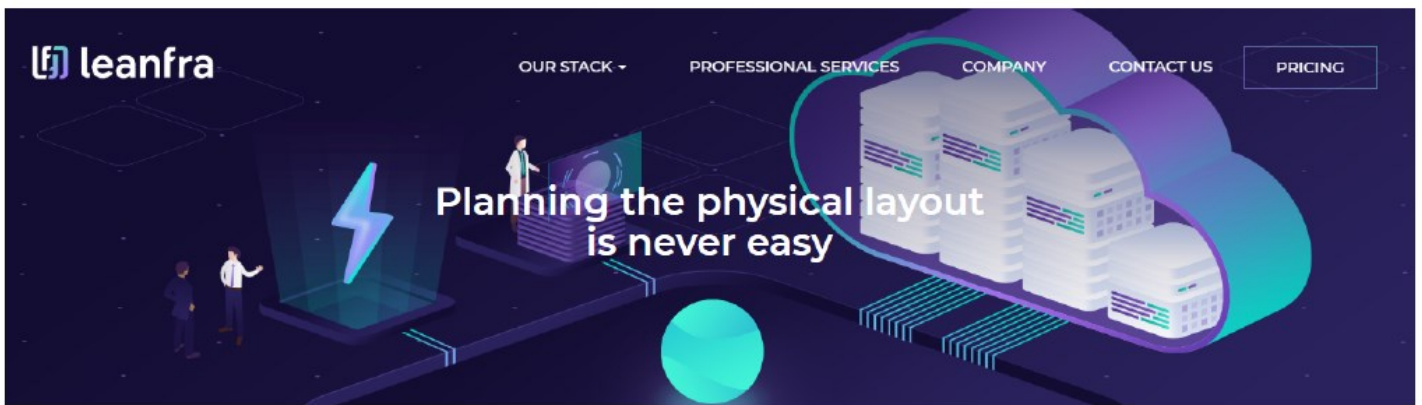 leanfra
OUR STACK
PROFESSIONAL SERVICES
COMPANY
CONTACT US
PRICING
Planning the physical layout
is never easy